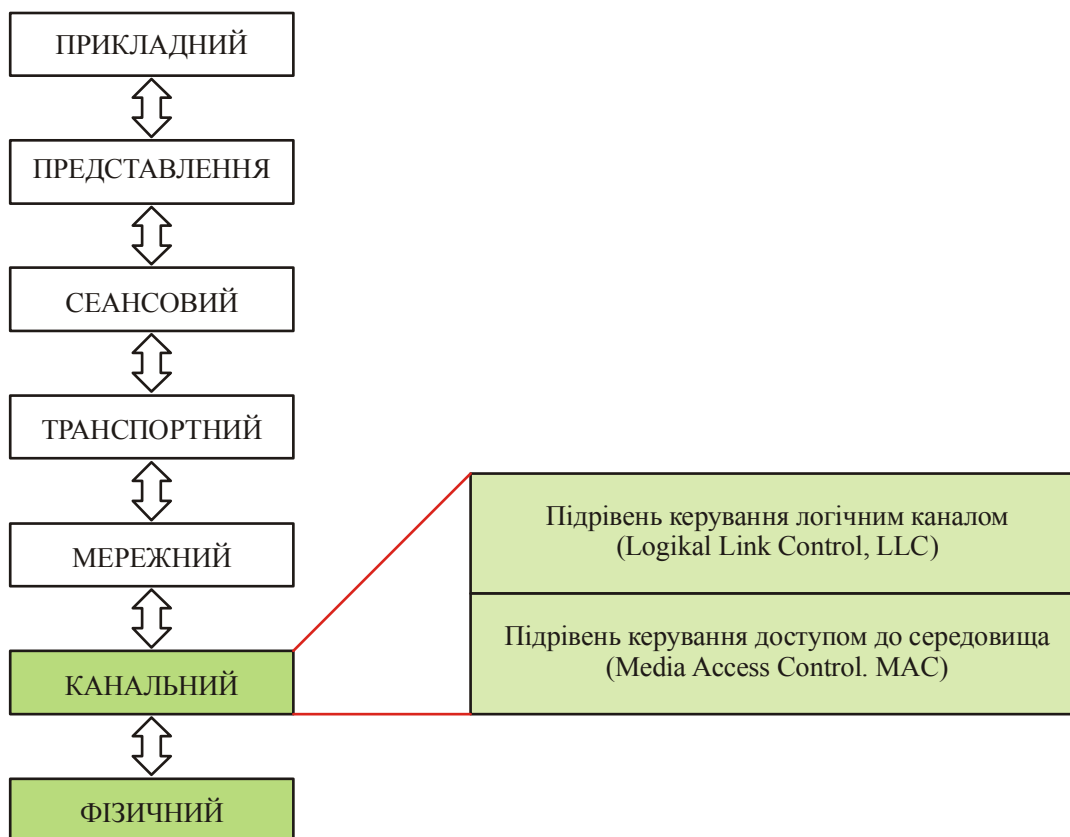 ПРИКЛАДНИЙ
ПРЕДСТАВЛЕННЯ
СЕАНСОВИЙ
ТРАНСПОРТНИЙ
МЕРЕЖНИЙ
КАНАЛЬНИЙ
ФІЗИЧНИЙ
Підрівень керування логічним каналом
(Logikal Link Control, LLC)
Підрівень керування доступом до середовища
(Media Access Control. MAC)